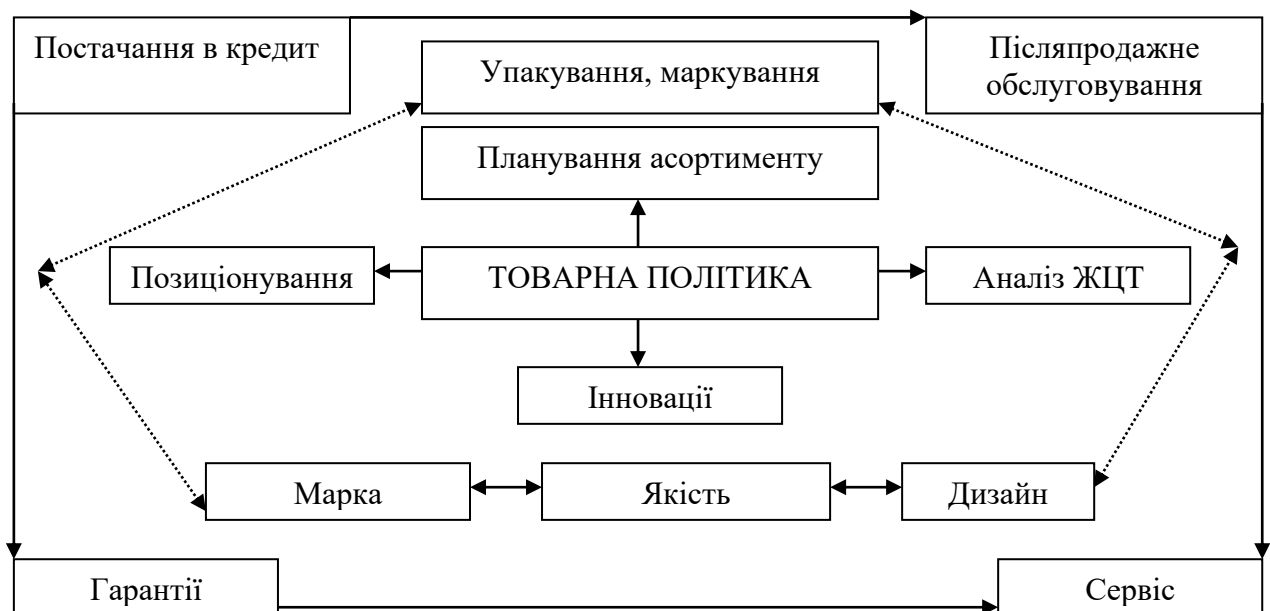 Постачання в кредит
Післяпродажне
обслуговування
Упакування, маркування
Планування асортименту
Позиціонування
ТОВАРНА ПОЛІТИКА
Аналіз ЖЦТ
Інновації
Марка
Якість
Дизайн
Гарантії
Сервіс